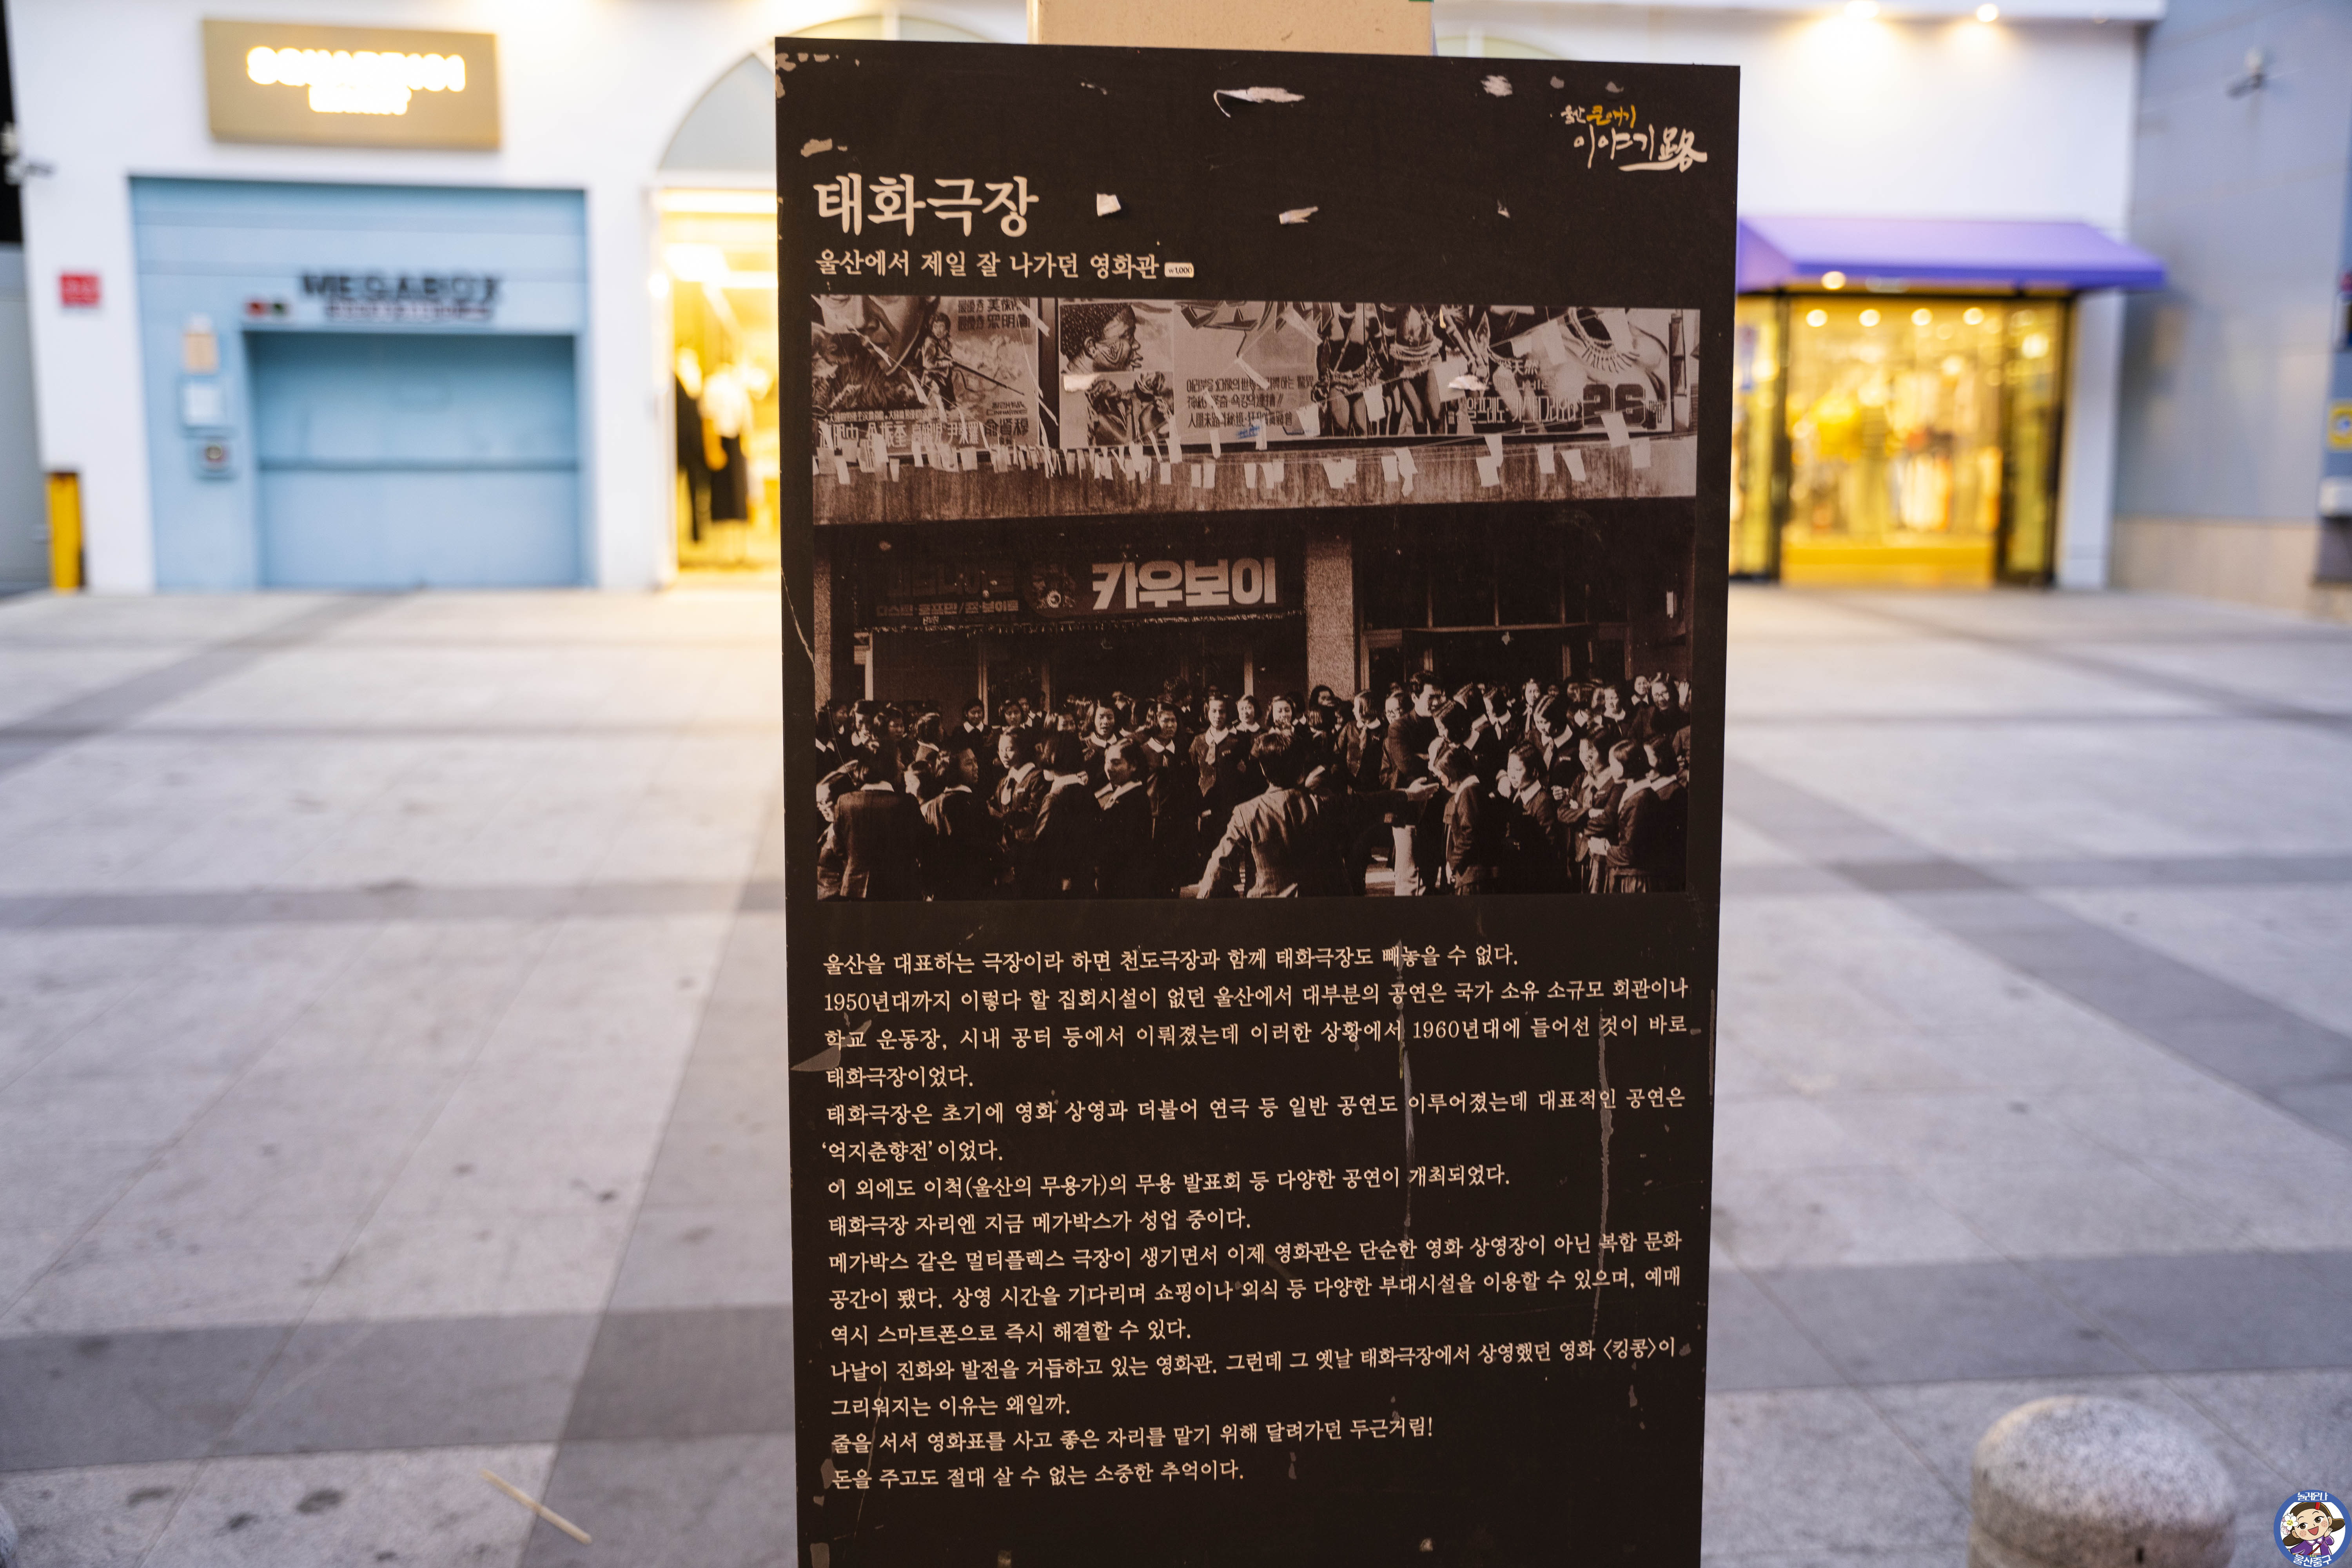 MEGABOX
울산큰애기
이야기路
태화극장
울산에서 제일 잘 나가던 영화관 ₩1,000
26
카우보이
울산을 대표하는 극장이라 하면 천도극장과 함께 태화극장도 빼놓을 수 없다.
1950년대까지 이렇다 할 집회시설이 없던 울산에서 대부분의 공연은 국가 소유 소규모 회관이나
학교 운동장, 시내 공터 등에서 이뤄졌는데 이러한 상황에서 1960년대에 들어선 것이 바로
태화극장이었다.
태화극장은 초기에 영화 상영과 더불어 연극 등 일반 공연도 이루어졌는데 대표적인 공연은
‘억지춘향전’이었다.
이 외에도 이척(울산의 무용가)의 무용 발표회 등 다양한 공연이 개최되었다.
태화극장 자리엔 지금 메가박스가 성업 중이다.
메가박스 같은 멀티플렉스 극장이 생기면서 이제 영화관은 단순한 영화 상영장이 아닌 복합 문화
공간이 됐다. 상영 시간을 기다리며 쇼핑이나 외식 등 다양한 부대시설을 이용할 수 있으며, 예매
역시 스마트폰으로 즉시 해결할 수 있다.
나날이 진화와 발전을 거듭하고 있는 영화관. 그런데 그 옛날 태화극장에서 상영했던 영화 〈킹콩〉이
그리워지는 이유는 왜일까.
줄을 서서 영화표를 사고 좋은 자리를 맡기 위해 달려가던 두근거림!
돈을 주고도 절대 살 수 없는 소중한 추억이다.
눌러온나
울산중구